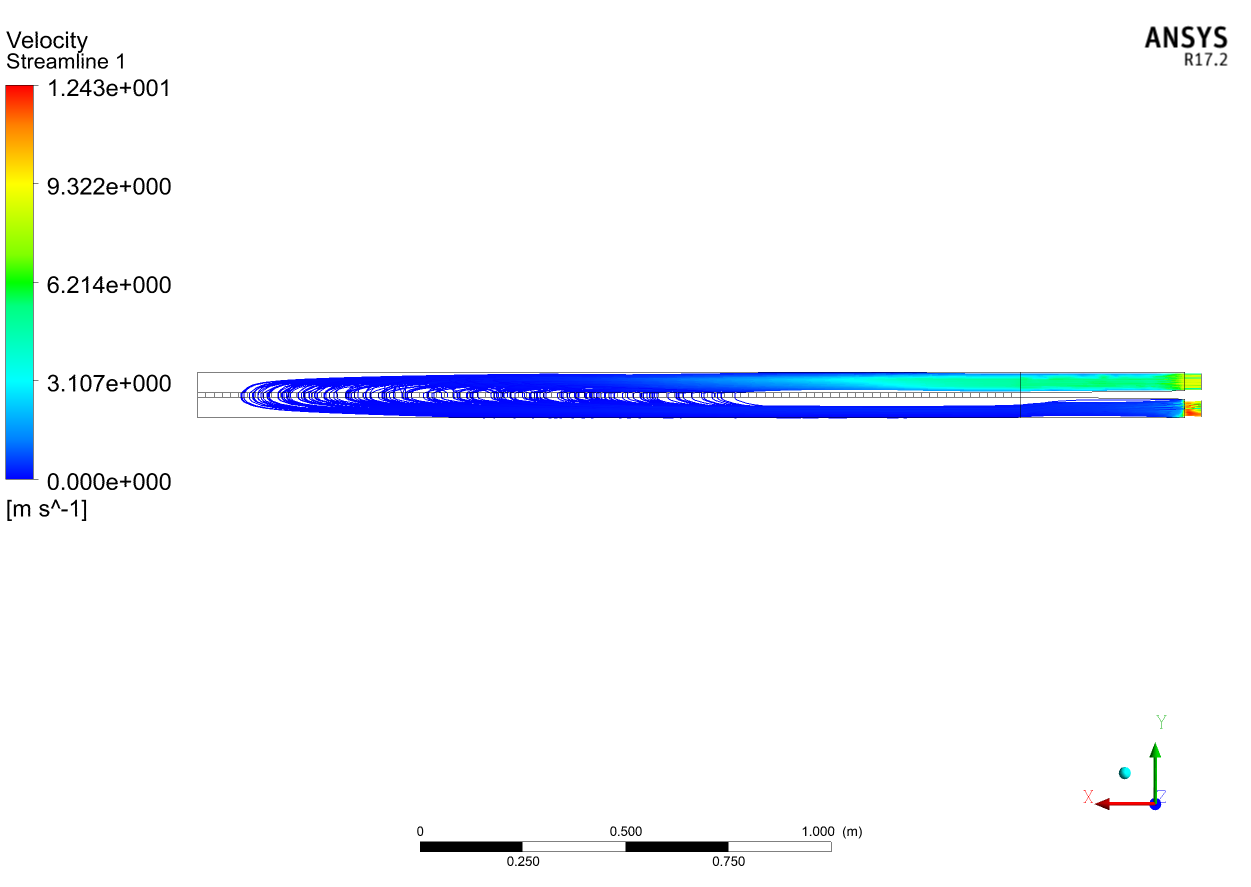 Velocity
Streamline 1
ANSYS
R17.2
1.243e+001
9.322e+000
6.214e+000
3.107e+000
0.000e+000
[m s^-1]
Y
X
Z
0 0.500 1.000 (m)
0.250 0.750